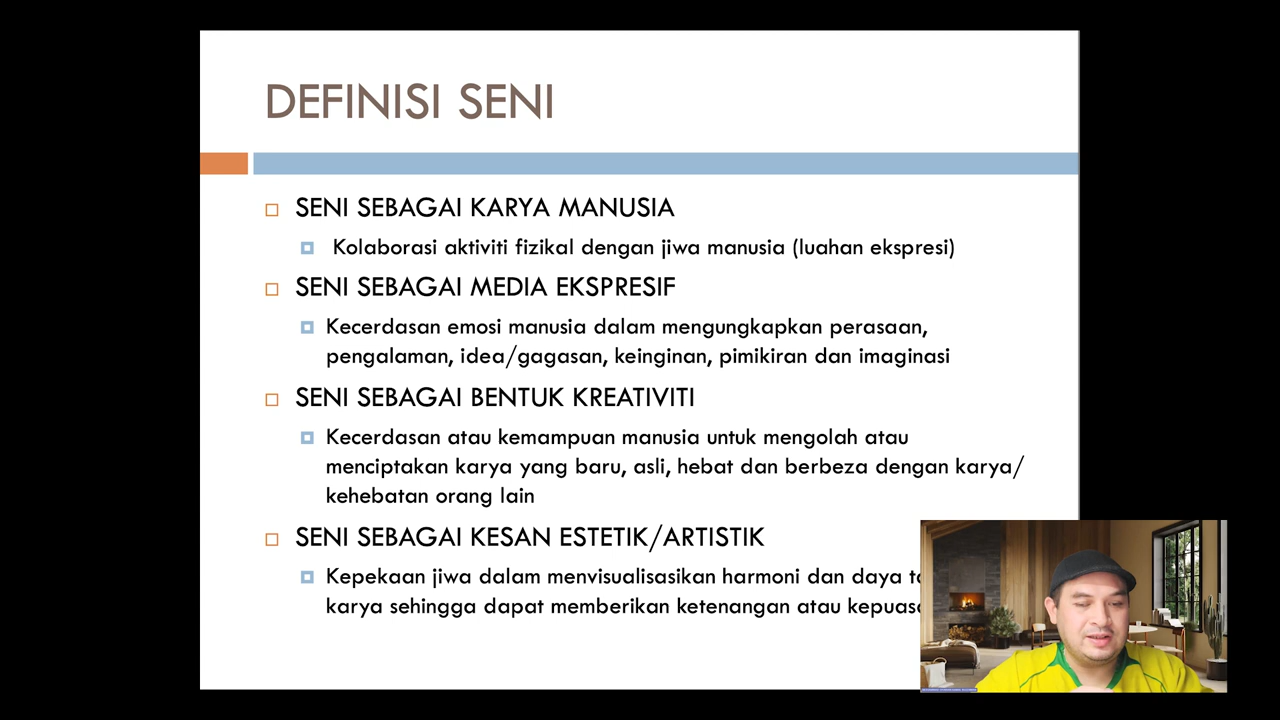 DEFINISI SENI
SENI SEBAGAI KARYA MANUSIA
Kolaborasi aktiviti fizikal dengan jiwa manusia (luahan ekspresi)
SENI SEBAGAI MEDIA EKSPRESIF
Kecerdasan emosi manusia dalam mengungkapkan perasaan,
pengalaman, idea/gagasan, keinginan, pimikiran dan imaginasi
SENI SEBAGAI BENTUK KREATIVITI
Kecerdasan atau kemampuan manusia untuk mengolah atau
menciptakan karya yang baru, asli, hebat dan berbeza dengan karya/
kehebatan orang lain
SENI SEBAGAI KESAN ESTETIK/ARTISTIK
Kepekaan jiwa dalam menvisualisasikan harmoni dan daya
karya sehingga dapat memberikan ketenangan atau